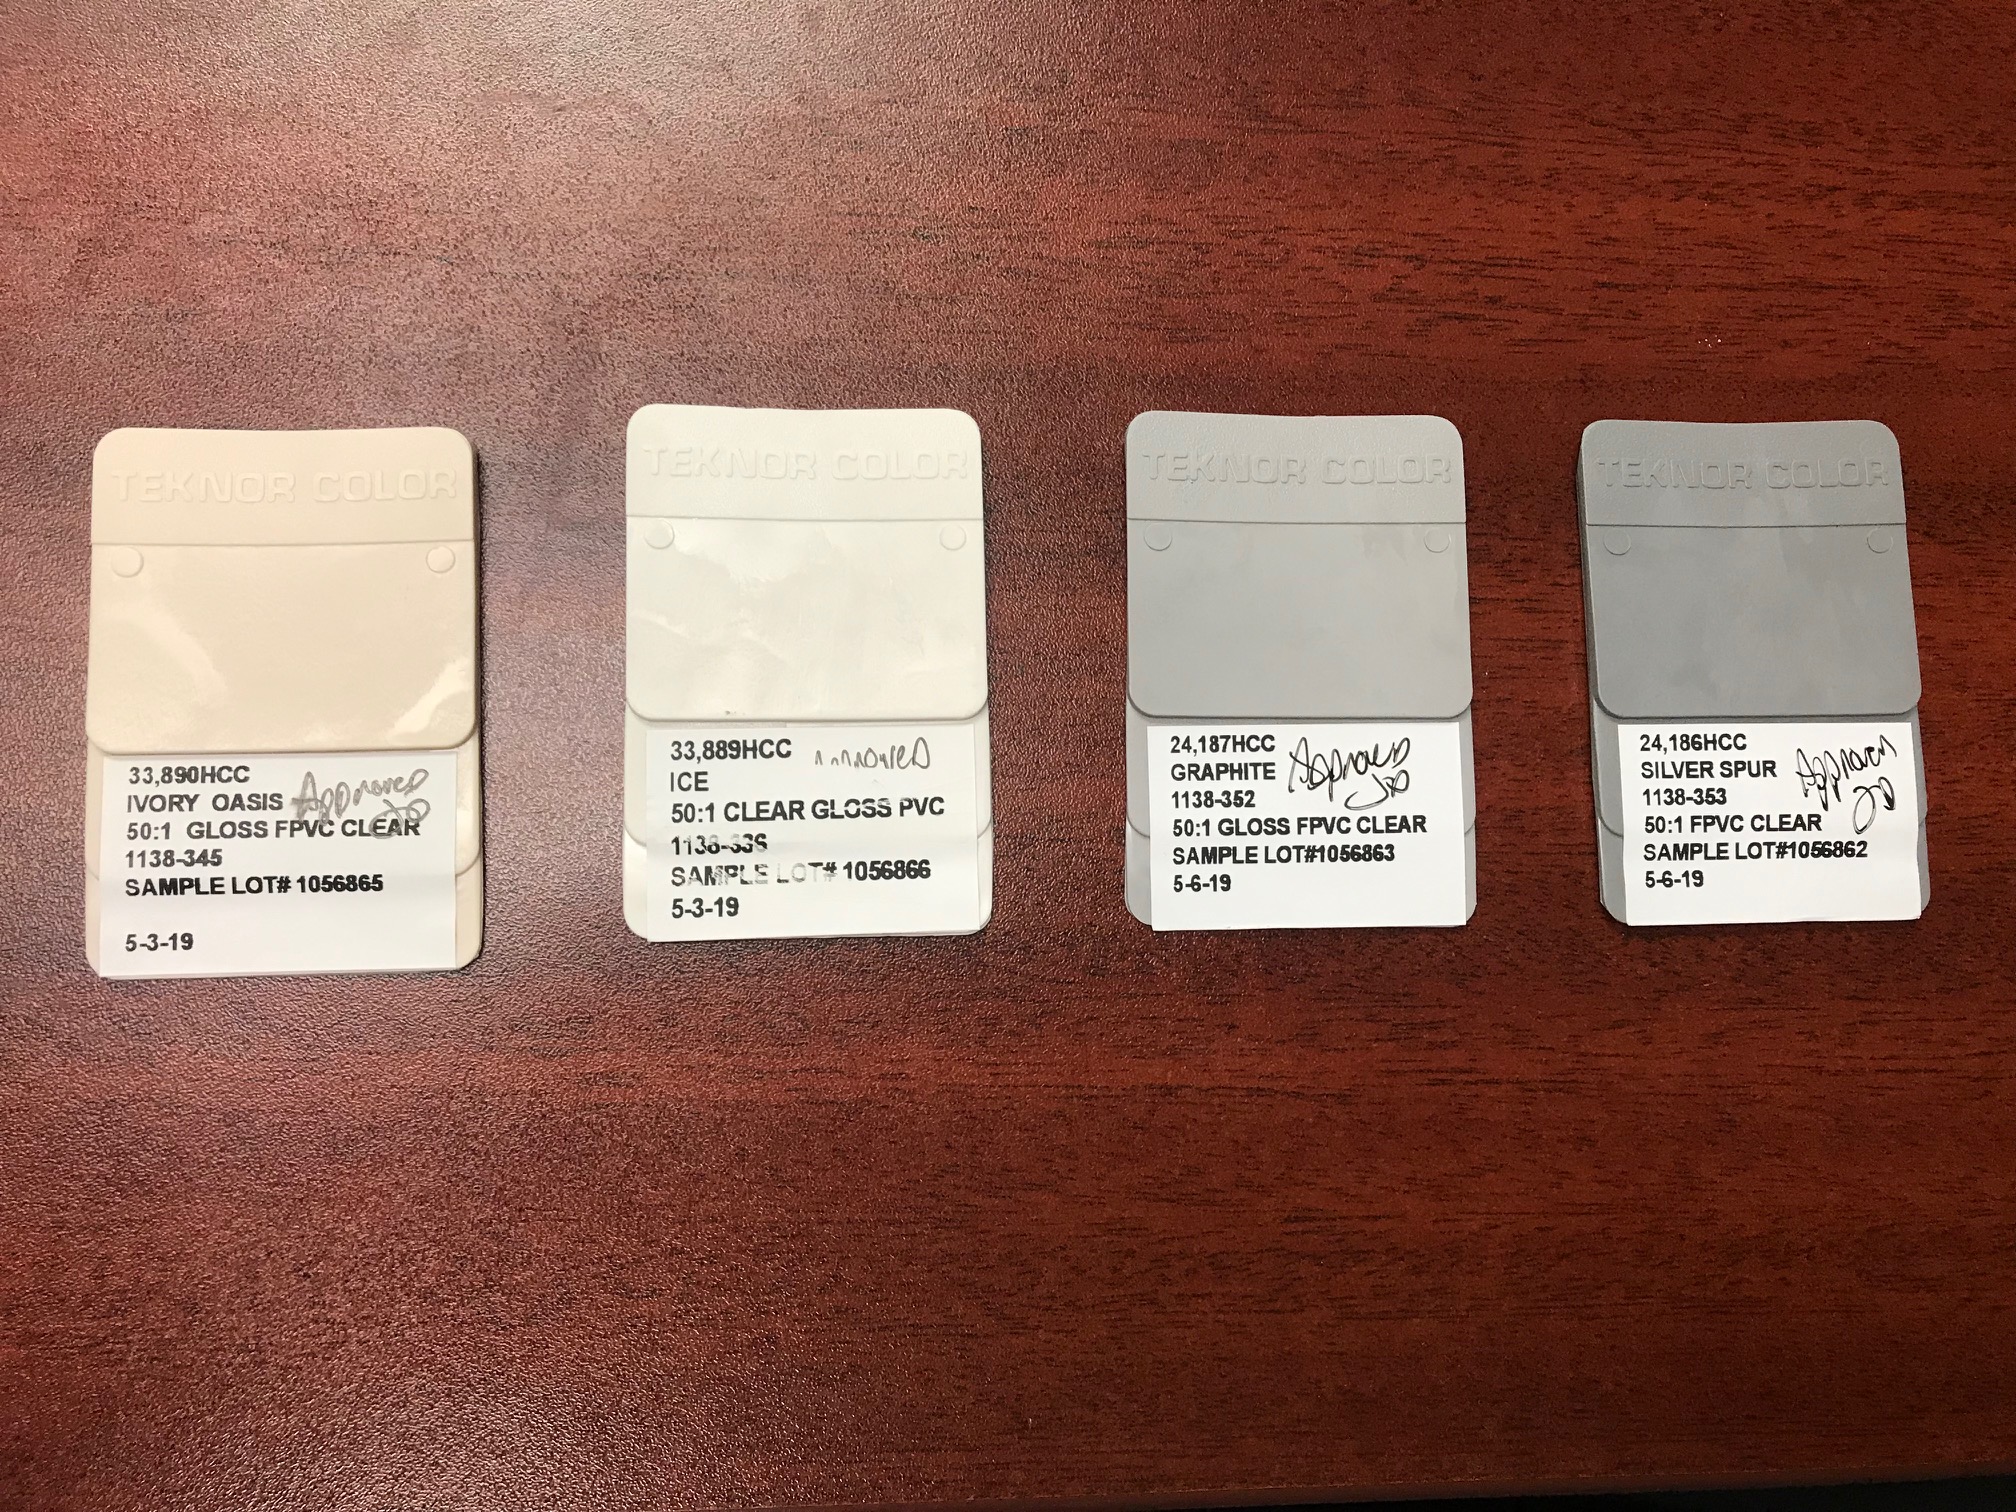 TEKNOR COLOR
33,890HCC
IVORY OASIS Approved
50:1 GLOSS FPVC CLEAR
1138-345
SAMPLE LOT# 1056865
5-3-19
TEKNOR COLOR
33,889HCC
ICE
50:1 CLEAR GLOSS PVC
SAMPLE LOT# 1056866
5-3-19
TEKNOR COLOR
24,187HCC
GRAPHITE Approved
1138-352
50:1 GLOSS FPVC CLEAR
SAMPLE LOT#1056863
5-6-19
TEKNOR COLOR
24,186HCC
SILVER SPUR Approved
1138-353
50:1 FPVC CLEAR
SAMPLE LOT#1056862
5-6-19